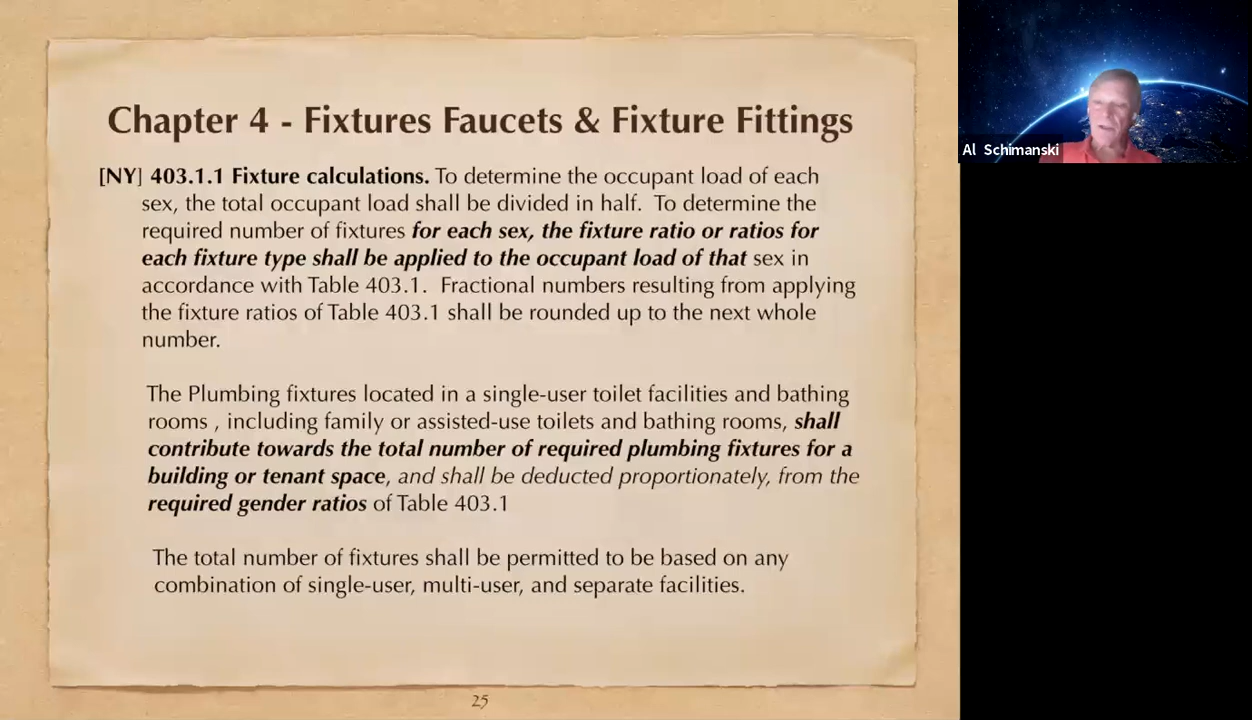 Chapter 4 - Fixtures Faucets & Fixture Fittings
[NY] 403.1.1 Fixture calculations. To determine the occupant load of each
sex, the total occupant load shall be divided in half. To determine the
required number of fixtures for each sex, the fixture ratio or ratios for
each fixture type shall be applied to the occupant load of that sex in
accordance with Table 403.1. Fractional numbers resulting from applying
the fixture ratios of Table 403.1 shall be rounded up to the next whole
number.
The Plumbing fixtures located in a single-user toilet facilities and bathing
rooms , including family or assisted-use toilets and bathing rooms, shall
contribute towards the total number of required plumbing fixtures for a
building or tenant space, and shall be deducted proportionately, from the
required gender ratios of Table 403.1
The total number of fixtures shall be permitted to be based on any
combination of single-user, multi-user, and separate facilities.
25
Al Schimanski